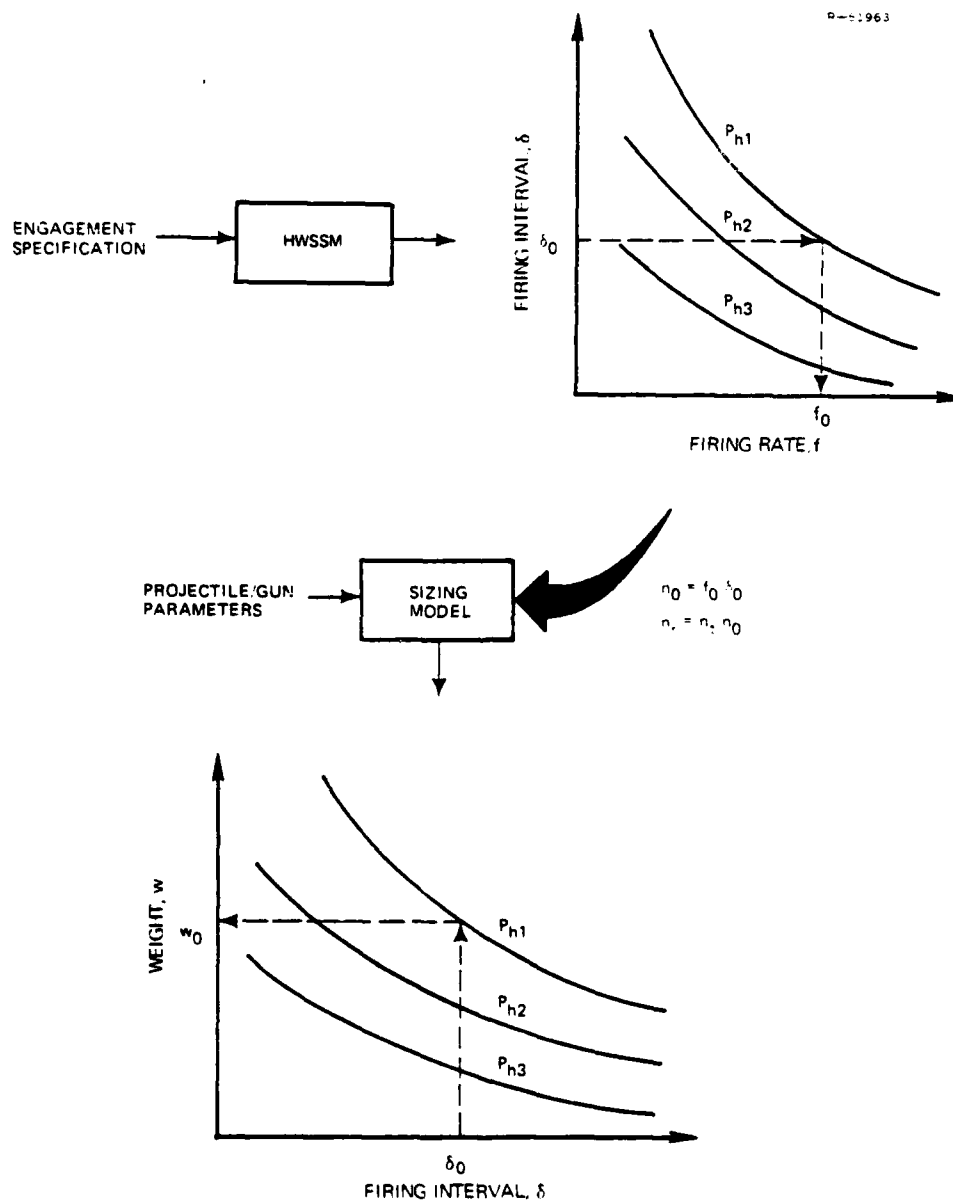 ENGAGEMENT
SPECIFICATION
HWSSM
FIRING INTERVAL, δ
δ₀
Pₕ₁
Pₕ₂
Pₕ₃
f₀
FIRING RATE, f
PROJECTILE/GUN
PARAMETERS
SIZING
MODEL
n₀ = f₀ δ₀
WEIGHT, w
w₀
Pₕ₁
Pₕ₂
Pₕ₃
δ₀
FIRING INTERVAL, δ